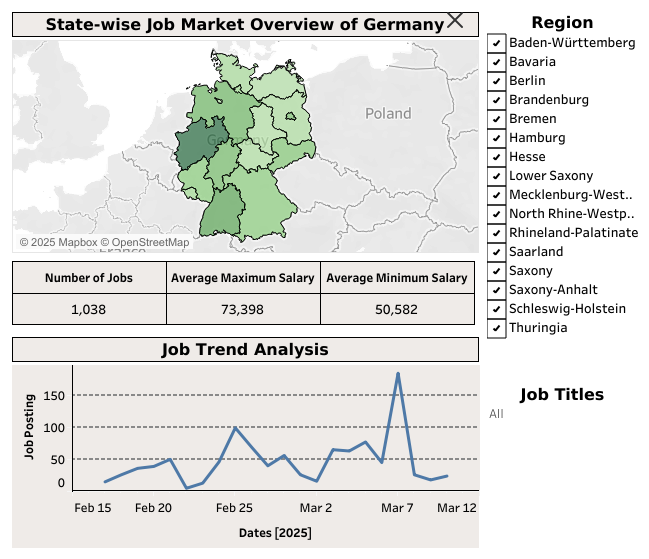 State-wise Job Market Overview of Germany
Poland
Germany
France
© 2025 Mapbox © OpenStreetMap
Number of Jobs
Average Maximum Salary
Average Minimum Salary
1,038
73,398
50,582
Job Trend Analysis
Job Posting
150
100
50
0
Feb 15
Feb 20
Feb 25
Mar 2
Mar 7
Mar 12
Dates [2025]
Region
Baden-Württemberg
Bavaria
Berlin
Brandenburg
Bremen
Hamburg
Hesse
Lower Saxony
Mecklenburg-West..
North Rhine-Westp..
Rhineland-Palatinate
Saarland
Saxony
Saxony-Anhalt
Schleswig-Holstein
Thuringia
Job Titles
All